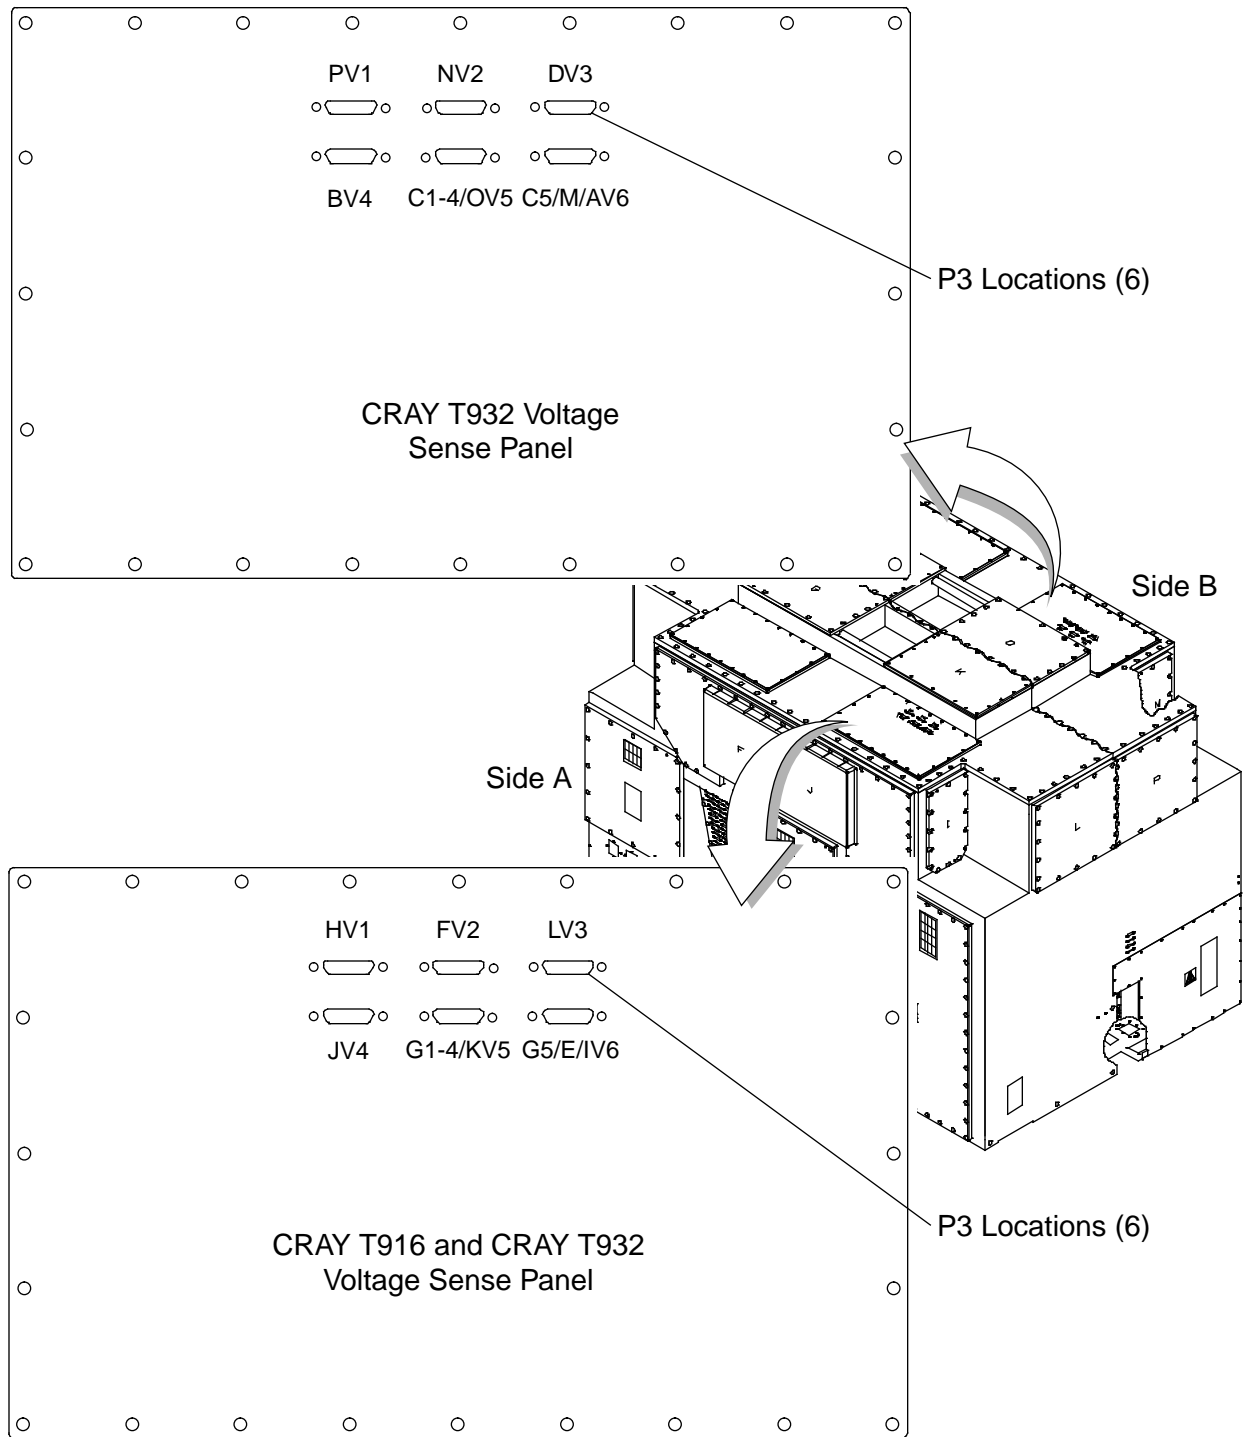 PV1 NV2 DV3
BV4 C1-4/OV5 C5/M/AV6
P3 Locations (6)
CRAY T932 Voltage
Sense Panel
Side B
Side A
K
F
J
L
P
HV1 FV2 LV3
JV4 G1-4/KV5 G5/E/IV6
P3 Locations (6)
CRAY T916 and CRAY T932
Voltage Sense Panel